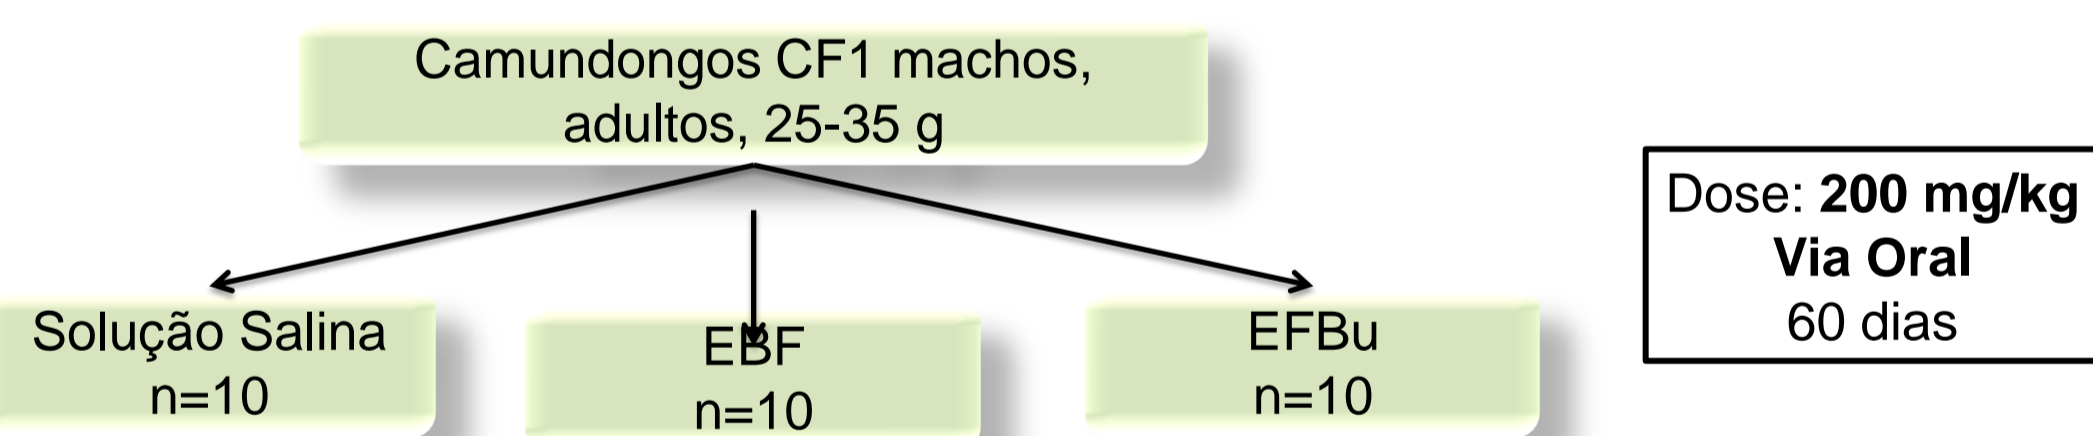 Camundongos CF1 machos,
adultos, 25-35 g
Dose: 200 mg/kg
Via Oral
60 dias
Solução Salina
n=10
EBF
n=10
EFBu
n=10